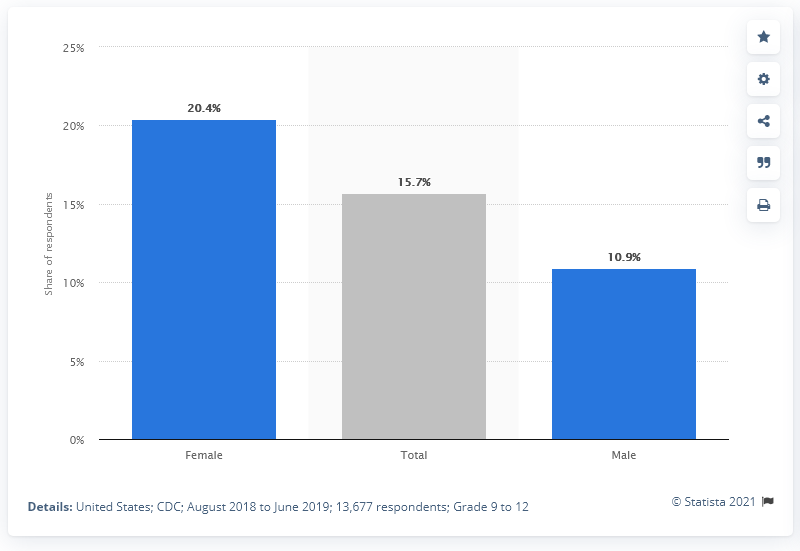 25%
20%
15%
10%
5%
0%
Share of respondents
20.4%
15.7%
10.9%
Female
Total
Male
Details: United States; CDC; August 2018 to June 2019; 13,677 respondents; Grade 9 to 12
© Statista 2021